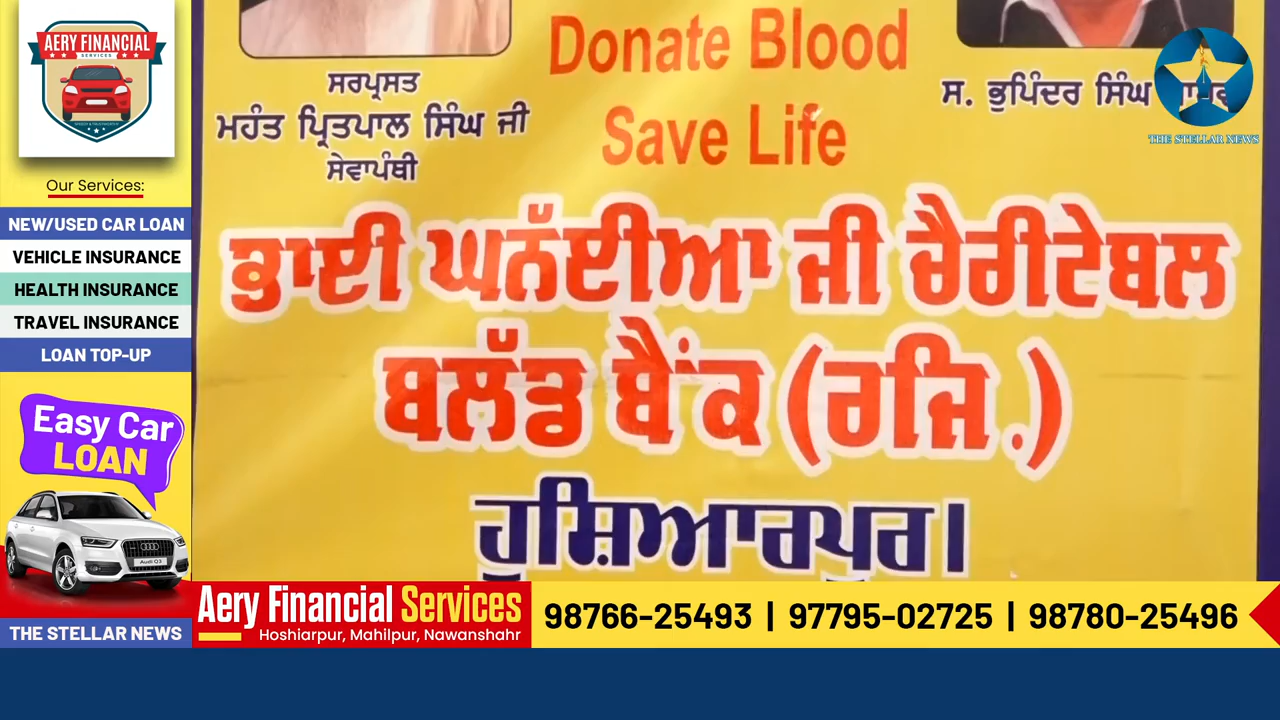 AERY FINANCIAL
SERVICES
Our Services:
NEW/USED CAR LOAN
VEHICLE INSURANCE
HEALTH INSURANCE
TRAVEL INSURANCE
LOAN TOP-UP
Easy Car
LOAN
Audi Q3
THE STELLAR NEWS
Donate Blood
Save Life
ਸਰਪ੍ਰਸਤ
ਮਹੰਤ ਪ੍ਰਿਤਪਾਲ ਸਿੰਘ ਜੀ
ਸੇਵਾਪੰਥੀ
ਸ. ਭੁਪਿੰਦਰ ਸਿੰਘ
THE STELLAR NEWS
ਭਾਈ ਘਨੱਈਆ ਜੀ ਚੈਰੀਟੇਬਲ
ਬਲੱਡ ਬੈਂਕ (ਰਜਿ.)
ਹੁਸ਼ਿਆਰਪੁਰ।
Aery Financial Services
Hoshiarpur, Mahilpur, Nawanshahr
98766-25493 | 97795-02725 | 98780-25496